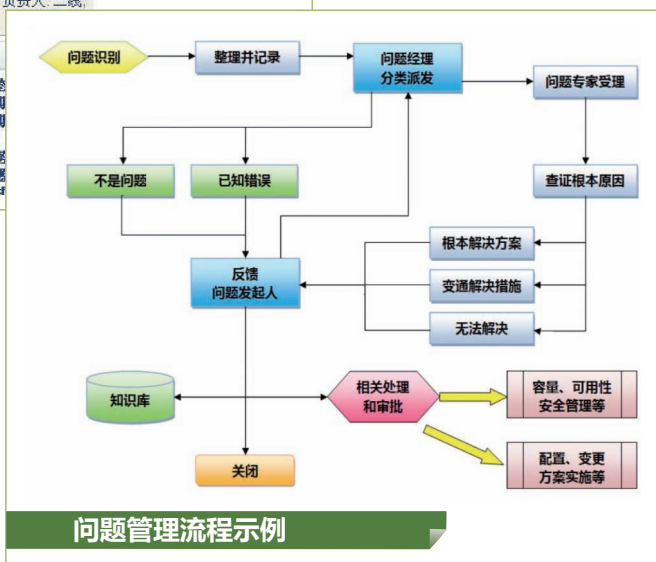 负责人: 二线,
问题识别
整理并记录
问题经理
分类派发
问题专家受理
不是问题
已知错误
查证根本原因
根本解决方案
反馈
问题发起人
变通解决措施
无法解决
知识库
相关处理
和审批
容量、可用性
安全管理等
配置、变更
方案实施等
关闭
问题管理流程示例